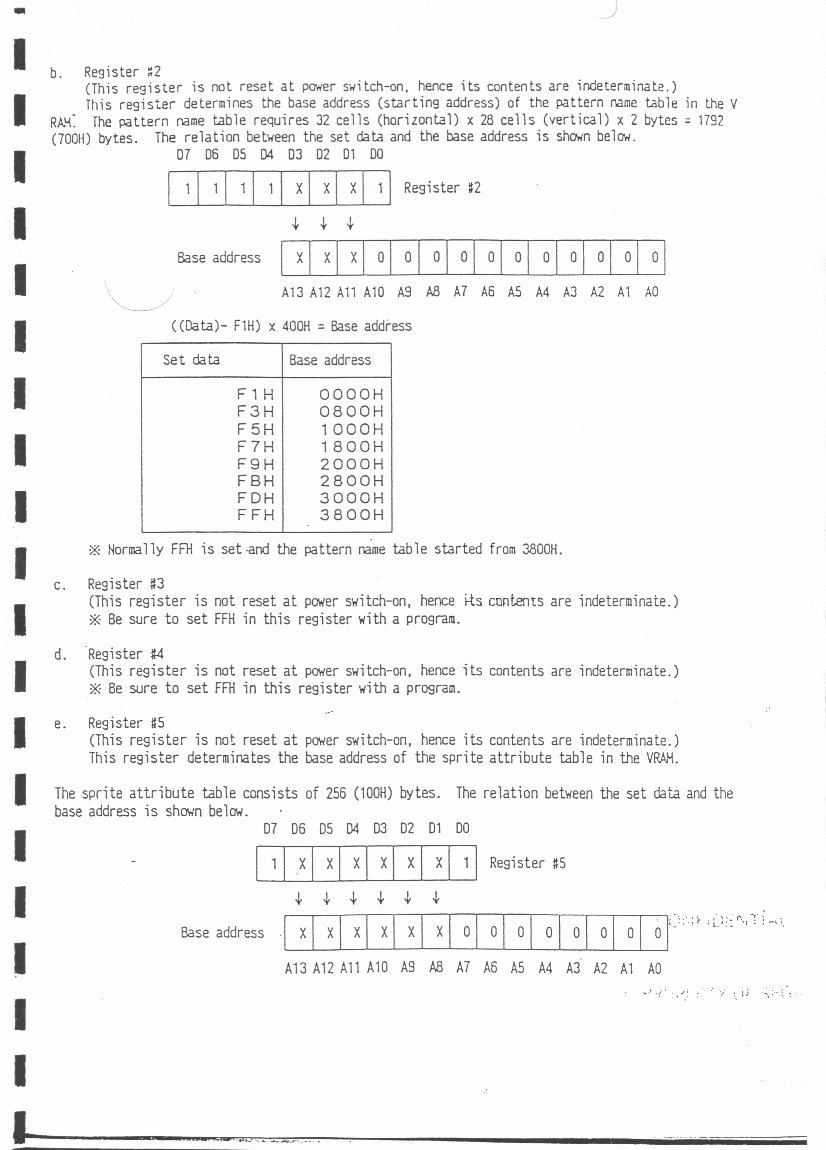 b. Register #2
(This register is not reset at power switch-on, hence its contents are indeterminate.)
This register determines the base address (starting address) of the pattern name table in the V
RAM. The pattern name table requires 32 cells (horizontal) x 28 cells (vertical) x 2 bytes = 1792
(700H) bytes. The relation between the set data and the base address is shown below.
D7 D6 D5 D4 D3 D2 D1 D0
1 1 1 1 X X X 1 Register #2
↓ ↓ ↓
Base address X X X 0 0 0 0 0 0 0 0 0 0 0
A13 A12 A11 A10 A9 A8 A7 A6 A5 A4 A3 A2 A1 A0
((Data)- F1H) x 400H = Base address
Set data Base address
F1H 0000H
F3H 0800H
F5H 1000H
F7H 1800H
F9H 2000H
FBH 2800H
FDH 3000H
FFH 3800H
※ Normally FFH is set and the pattern name table started from 3800H.
c. Register #3
(This register is not reset at power switch-on, hence its contents are indeterminate.)
※ Be sure to set FFH in this register with a program.
d. Register #4
(This register is not reset at power switch-on, hence its contents are indeterminate.)
※ Be sure to set FFH in this register with a program.
e. Register #5
(This register is not reset at power switch-on, hence its contents are indeterminate.)
This register determinates the base address of the sprite attribute table in the VRAM.
The sprite attribute table consists of 256 (100H) bytes. The relation between the set data and the
base address is shown below.
D7 D6 D5 D4 D3 D2 D1 D0
1 X X X X X X 1 Register #5
↓ ↓ ↓ ↓ ↓ ↓
Base address X X X X X X 0 0 0 0 0 0 0 0
CONFIDENTIAL
A13 A12 A11 A10 A9 A8 A7 A6 A5 A4 A3 A2 A1 A0
OF